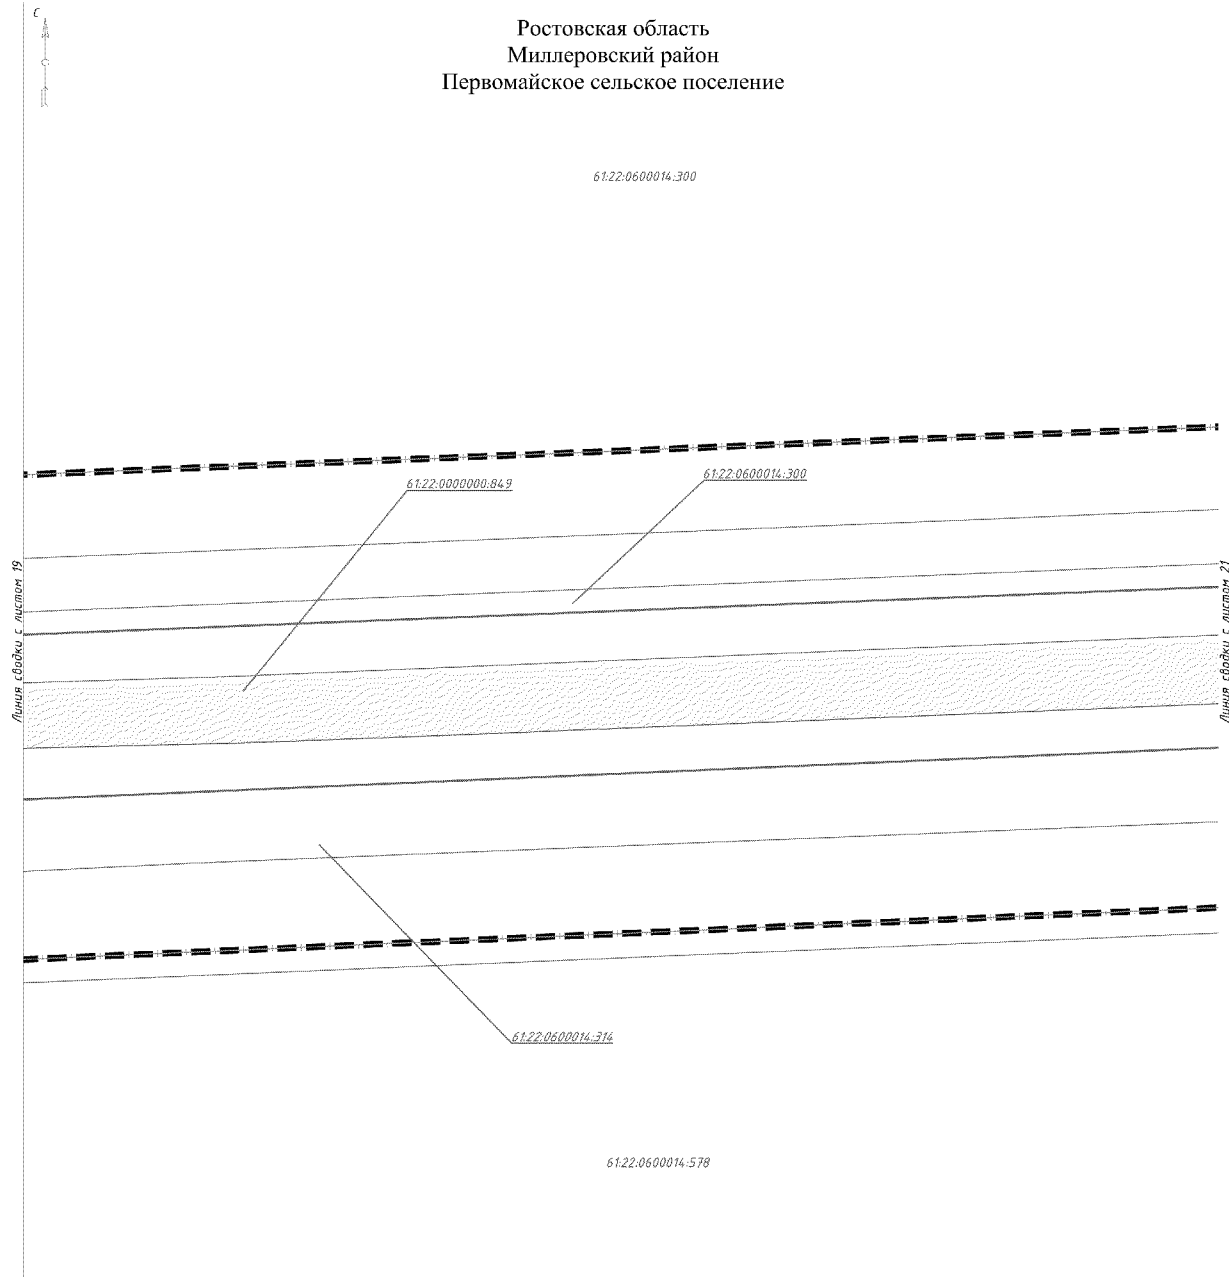 С
Ростовская область
Миллеровский район
Первомайское сельское поселение
61:22:0600014:300
61:22:0000000:849
61:22:0600014:300
Линия сводки с листом 19
Линия сводки с листом 21
61:22:0600014:314
61:22:0600014:578